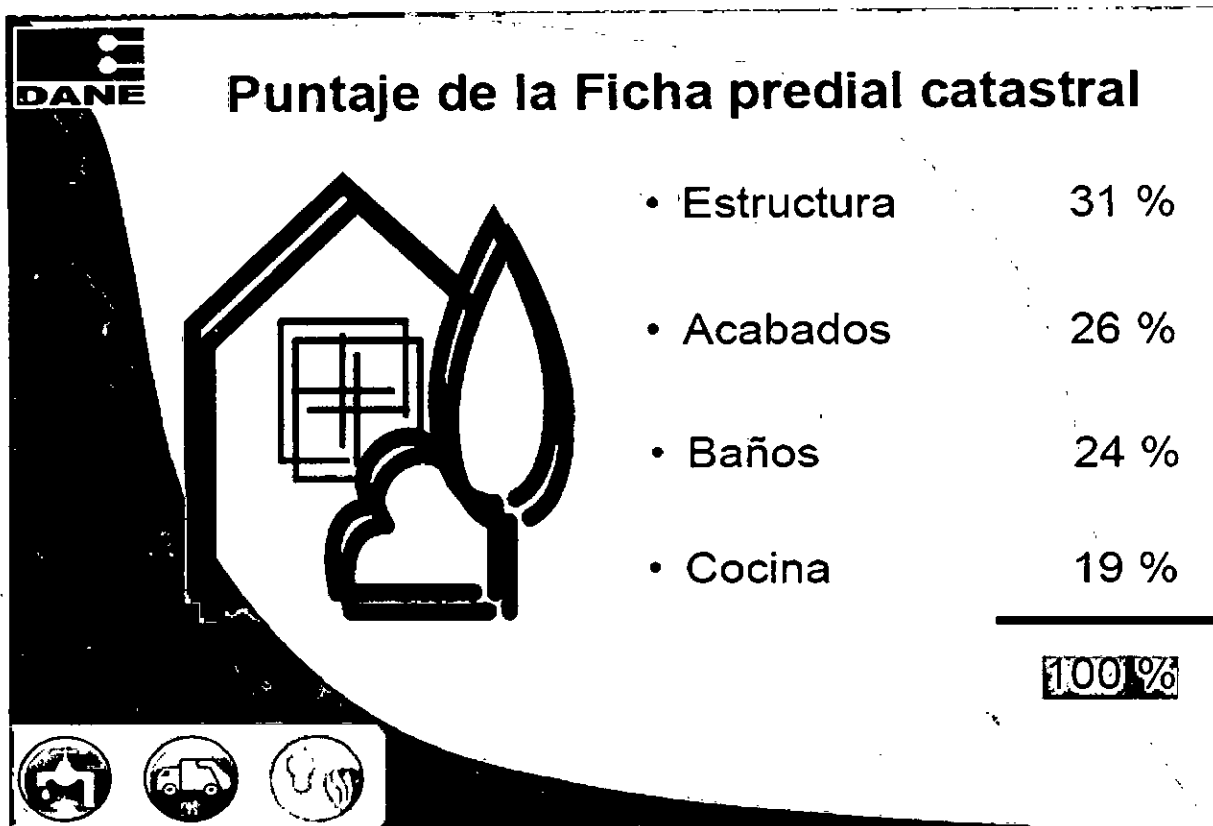 DANE
Puntaje de la Ficha predial catastral
• Estructura 31 %
• Acabados 26 %
• Baños 24 %
• Cocina 19 %
100 %